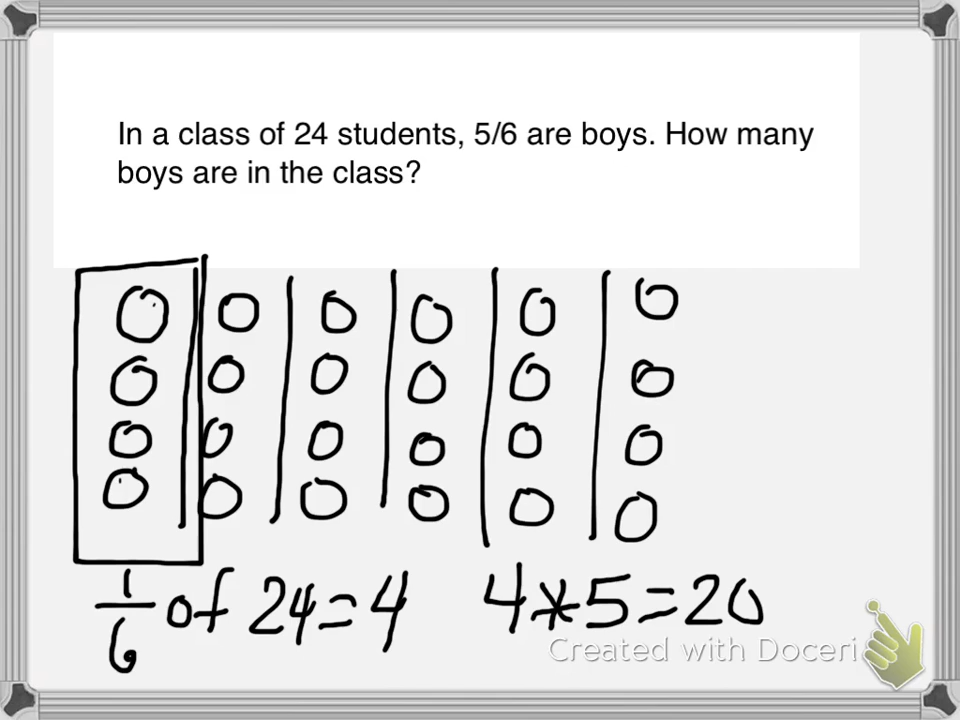 In a class of 24 students, 5/6 are boys. How many
boys are in the class?
1/6 of 24=4 4*5=20
Created with Doceri